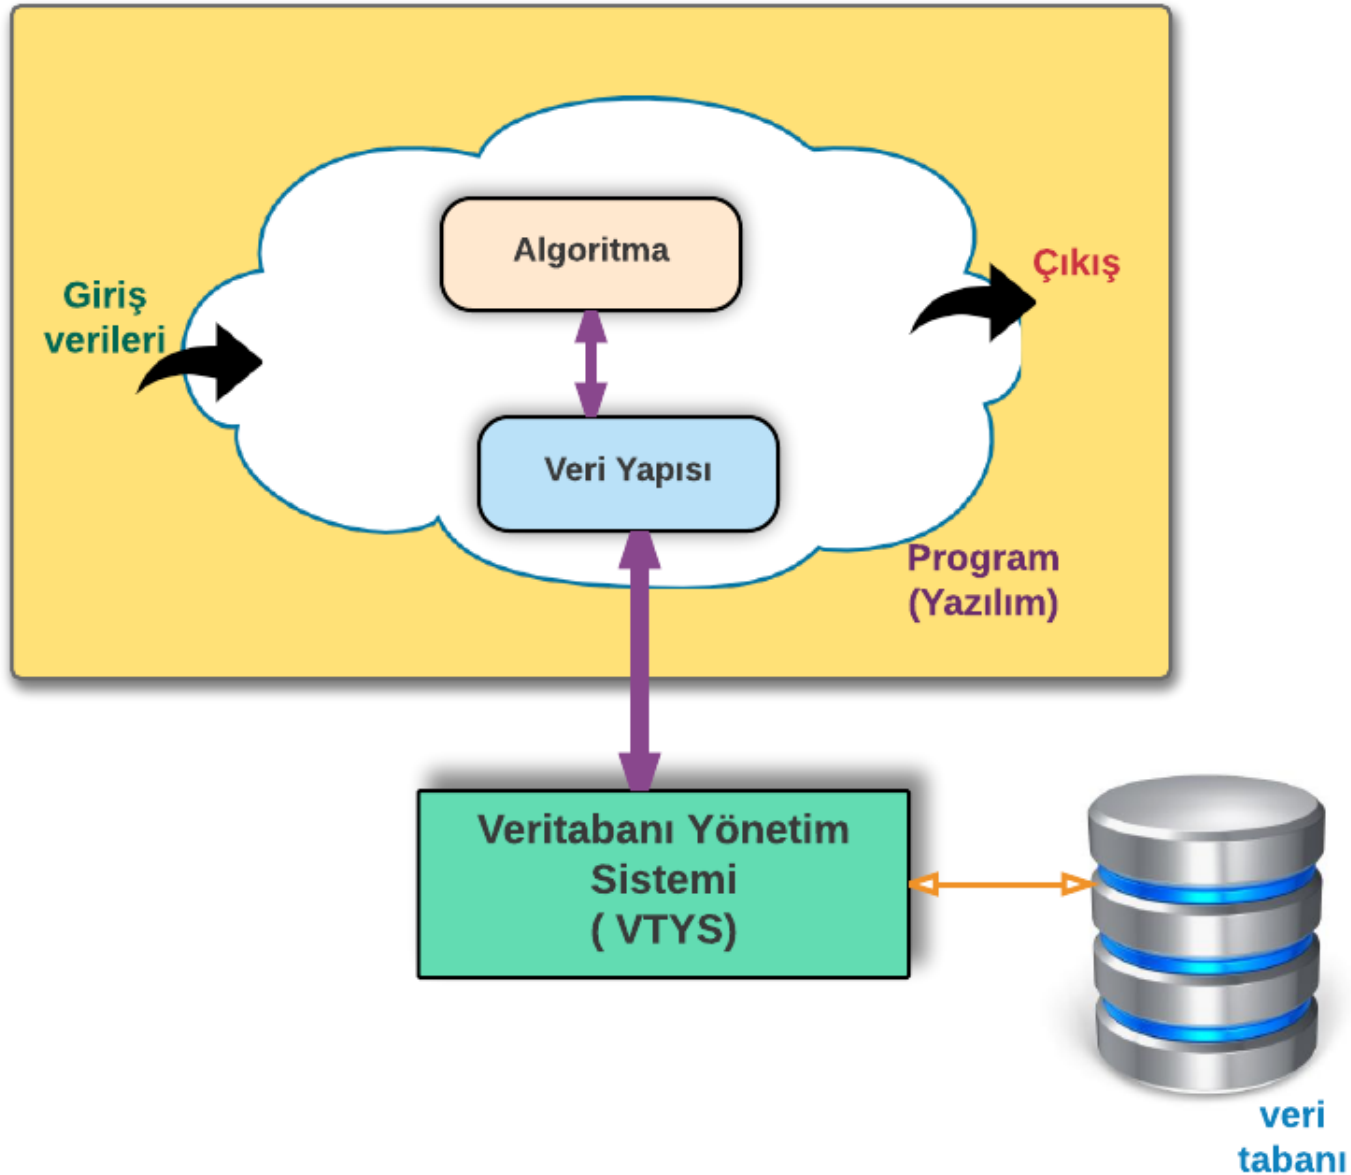 Algoritma
Çıkış
Giriş
verileri
Veri Yapısı
Program
(Yazılım)
Veritabanı Yönetim
Sistemi
( VTYS)
veri
tabanı